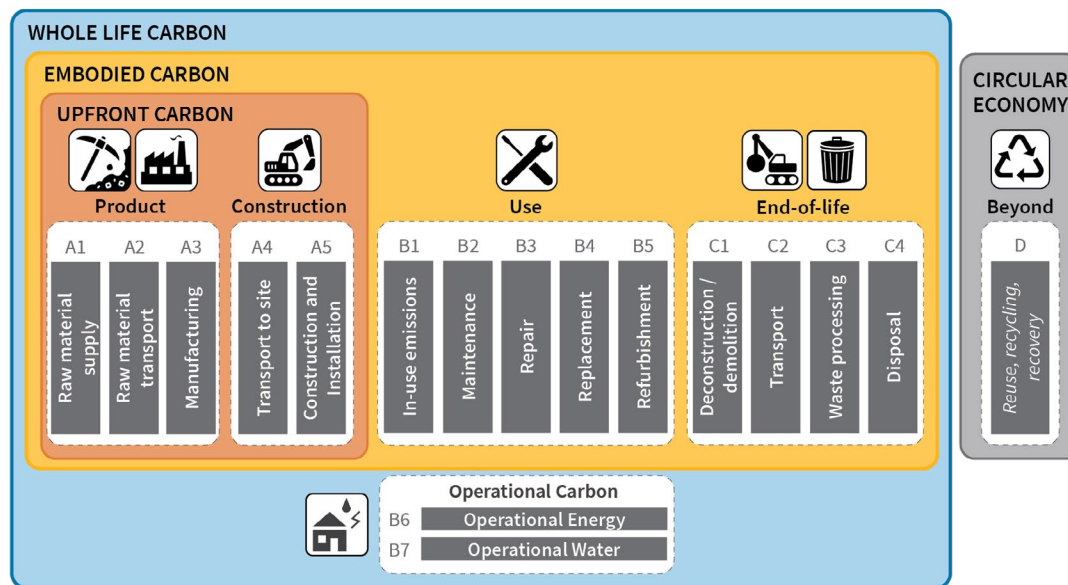 WHOLE LIFE CARBON
EMBODIED CARBON
UPFRONT CARBON
CIRCULAR
ECONOMY
Product
Construction
Use
End-of-life
Beyond
A1
A2
A3
A4
A5
B1
B2
B3
B4
B5
C1
C2
C3
C4
D
Raw material
supply
Raw material
transport
Manufacturing
Transport to site
Construction and
Installation
In-use emissions
Maintenance
Repair
Replacement
Refurbishment
Deconstruction /
demolition
Transport
Waste processing
Disposal
Reuse, recycling,
recovery
Operational Carbon
B6 Operational Energy
B7 Operational Water